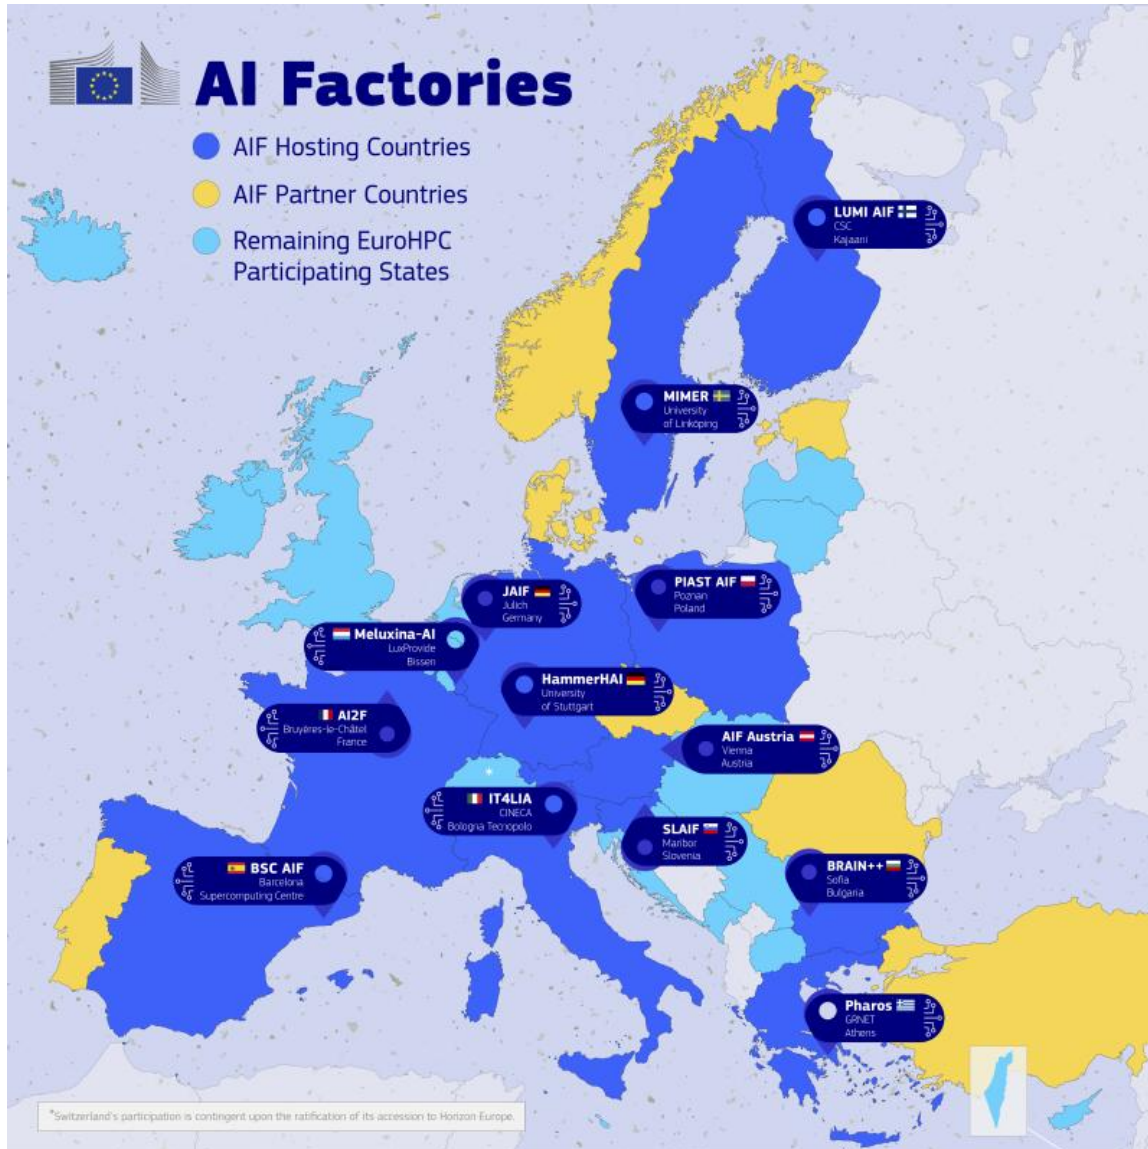 AI Factories
AIF Hosting Countries
AIF Partner Countries
Remaining EuroHPC
Participating States
LUMI AIF
CSC
Kajaani
MIMER
University
of Linköping
JAIF
Julich
Germany
PIAST AIF
Poznan
Poland
Meluxina-AI
LuxProvide
Bissen
HammerHAI
University
of Stuttgart
AI2F
Bruyères-le-Châtel
France
AIF Austria
Vienna
Austria
IT4LIA
CINECA
Bologna Tecnopolo
SLAIF
Maribor
Slovenia
BSC AIF
Barcelona
Supercomputing Centre
BRAIN++
Sofia
Bulgaria
Pharos
GRNET
Athens
*Switzerland's participation is contingent upon the ratification of its accession to Horizon Europe.